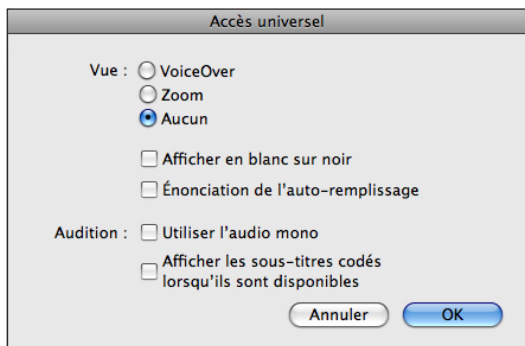 Accès universel
Vue : VoiceOver
Zoom
Aucun
Afficher en blanc sur noir
Énonciation de l'auto-remplissage
Audition : Utiliser l'audio mono
Afficher les sous-titres codés
lorsqu'ils sont disponibles
Annuler OK